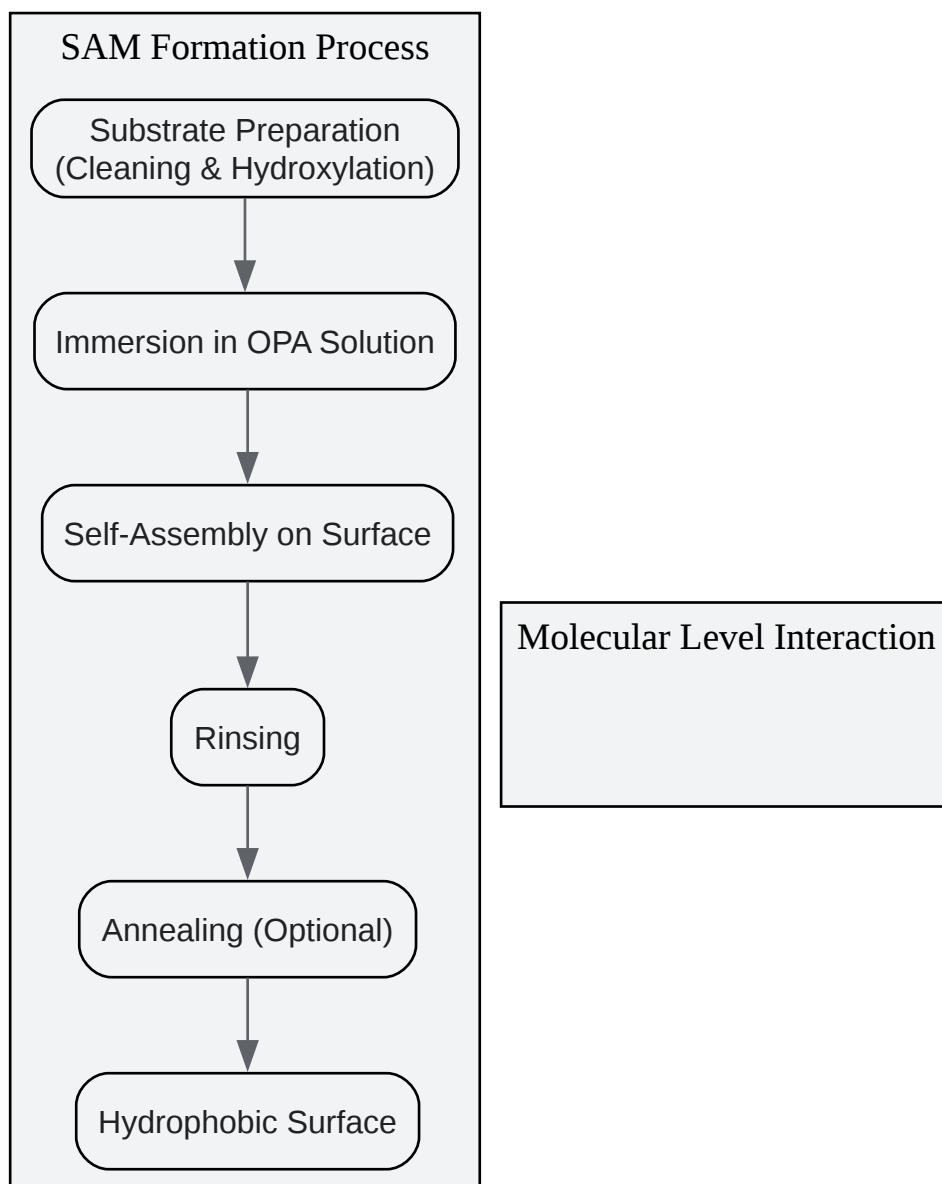 SAM Formation Process
Substrate Preparation
(Cleaning & Hydroxylation)
Immersion in OPA Solution
Self-Assembly on Surface
Rinsing
Annealing (Optional)
Hydrophobic Surface
Molecular Level Interaction